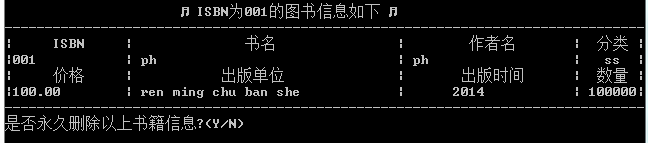 ♫ ISBN为001的图书信息如下 ♫
¦ ISBN ¦ 书名 ¦ 作者名 ¦ 分类 ¦
¦001 ¦ ph ¦ ph ¦ ss ¦
¦ 价格 ¦ 出版单位 ¦ 出版时间 ¦ 数量 ¦
¦100.00 ¦ ren ming chu ban she ¦ 2014 ¦ 100000¦
是否永久删除以上书籍信息?(Y/N)